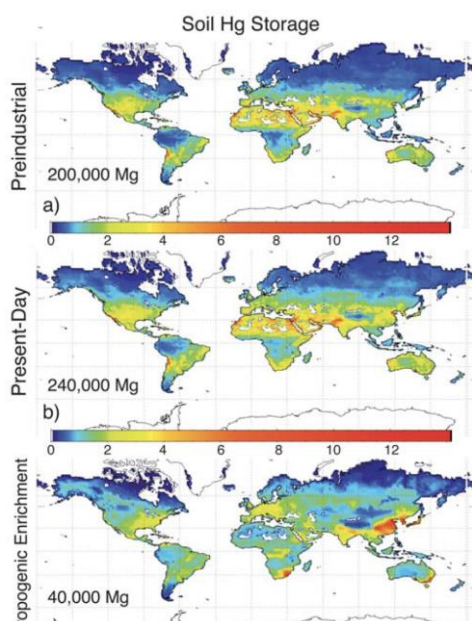 Soil Hg Storage
Preindustrial
200,000 Mg
a)
0 2 4 6 8 10 12
Present-Day
240,000 Mg
b)
0 2 4 6 8 10 12
ropogenic Enrichment
40,000 Mg